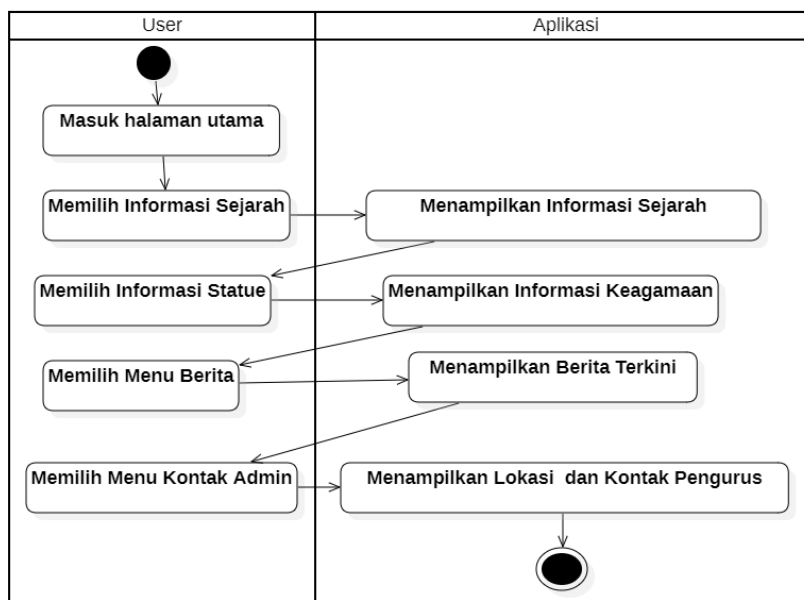 User
Aplikasi
Masuk halaman utama
Memilih Informasi Sejarah
Menampilkan Informasi Sejarah
Memilih Informasi Statue
Menampilkan Informasi Keagamaan
Memilih Menu Berita
Menampilkan Berita Terkini
Memilih Menu Kontak Admin
Menampilkan Lokasi  dan Kontak Pengurus